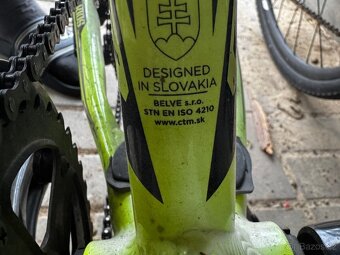 DESIGNED
IN SLOVAKIA
BELVE s.r.o.
STN EN ISO 4210
www.ctm.sk